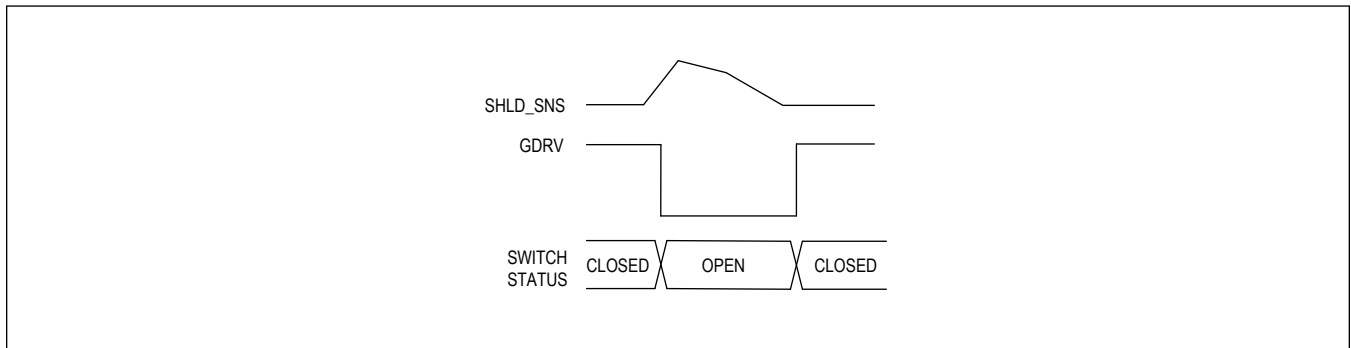 SHLD_SNS
GDRV
SWITCH
STATUS
CLOSED
OPEN
CLOSED